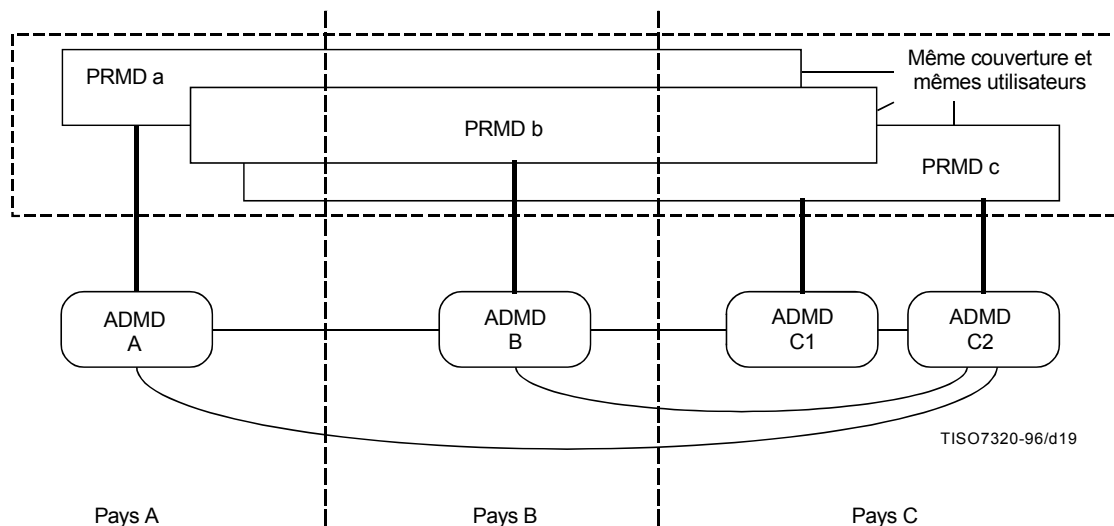 PRMD a
Même couverture et
mêmes utilisateurs
PRMD b
PRMD c
ADMD
A
ADMD
B
ADMD
C1
ADMD
C2
TISO7320-96/d19
Pays A
Pays B
Pays C